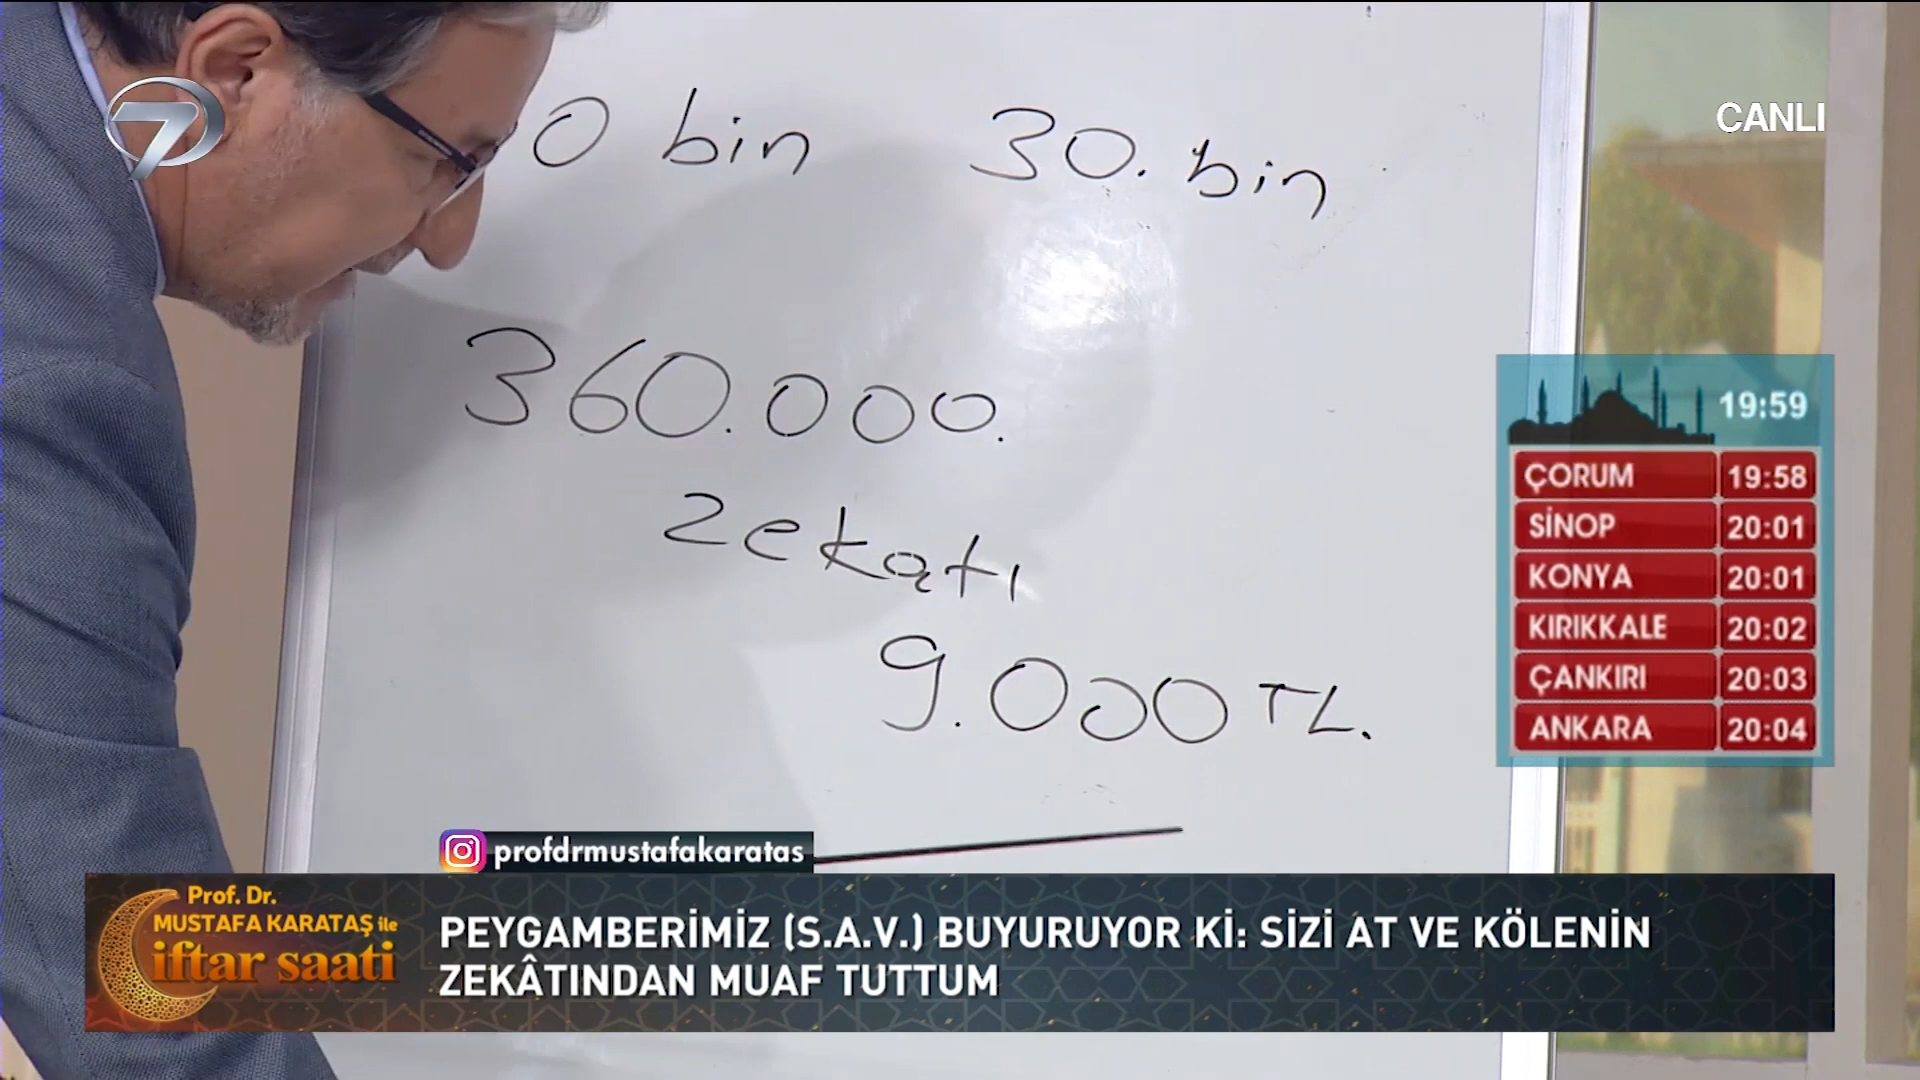 7
CANLI
0 bin 30. bin
360.000.
zekatı
9.000 TL.
19:59
ÇORUM 19:58
SİNOP 20:01
KONYA 20:01
KIRIKKALE 20:02
ÇANKIRI 20:03
ANKARA 20:04
profdrmustafakaratas
Prof. Dr.
MUSTAFA KARATAŞ ile
iftar saati
PEYGAMBERİMİZ (S.A.V.) BUYURUYOR Kİ: SİZİ AT VE KÖLENİN
ZEKÂTINDAN MUAF TUTTUM